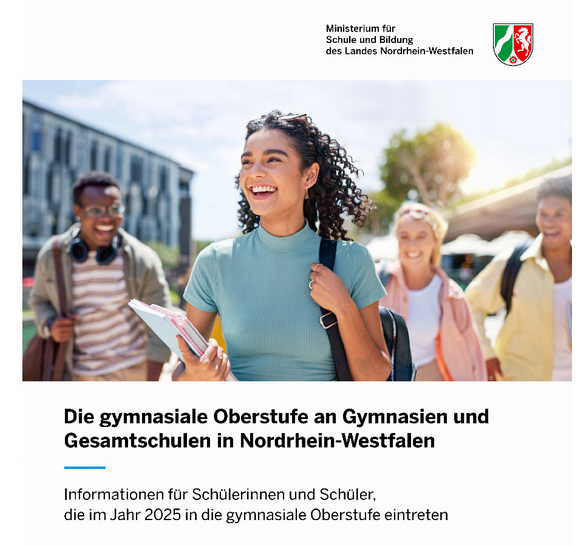 Ministerium für
Schule und Bildung
des Landes Nordrhein-Westfalen
Die gymnasiale Oberstufe an Gymnasien und
Gesamtschulen in Nordrhein-Westfalen
Informationen für Schülerinnen und Schüler,
die im Jahr 2025 in die gymnasiale Oberstufe eintreten